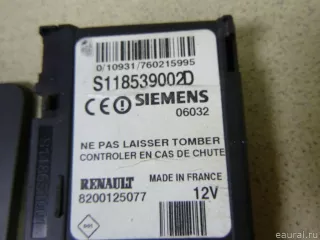 0/10931/760215995
S118539002D
CE SIEMENS
06032
NE PAS LAISSER TOMBER
CONTROLER EN CAS DE CHUTE
RENAULT MADE IN FRANCE
8200125077 12V
eaural.ru